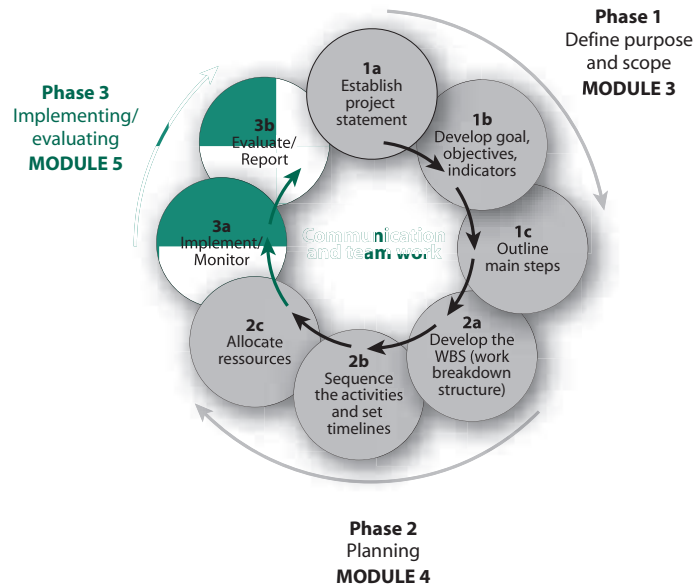 Phase 1
Define purpose
and scope
MODULE 3
1a
Establish
project
statement
1b
Develop goal,
objectives,
indicators
1c
Outline
main steps
2a
Develop the
WBS (work
breakdown
structure)
2b
Sequence
the activities
and set
timelines
2c
Allocate
ressources
3a
Implement/
Monitor
3b
Evaluate/
Report
Communication
and team work
Phase 3
Implementing/
evaluating
MODULE 5
Phase 2
Planning
MODULE 4